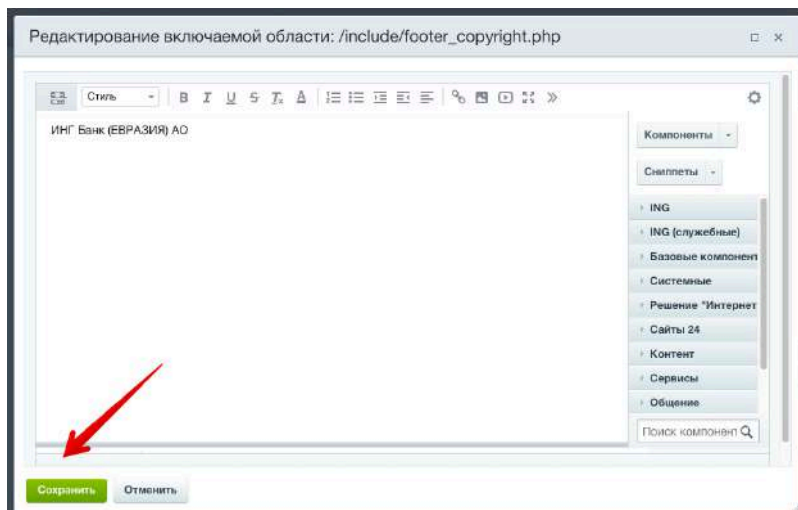 Редактирование включаемой области: /include/footer_copyright.php
Стиль
B I U S Tx A
ИНГ Банк (ЕВРАЗИЯ) АО
Компоненты
Сниппеты
ING
ING (служебные)
Базовые компонент
Системные
Решение "Интернет
Сайты 24
Контент
Сервисы
Общение
Поиск компонент
Сохранить Отменить